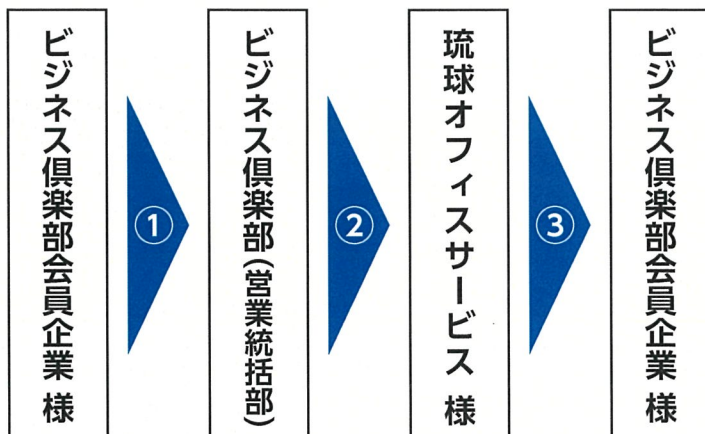 ビジネス倶楽部会員企業 様
①
ビジネス倶楽部(営業統括部)
②
琉球オフィスサービス 様
③
ビジネス倶楽部会員企業 様